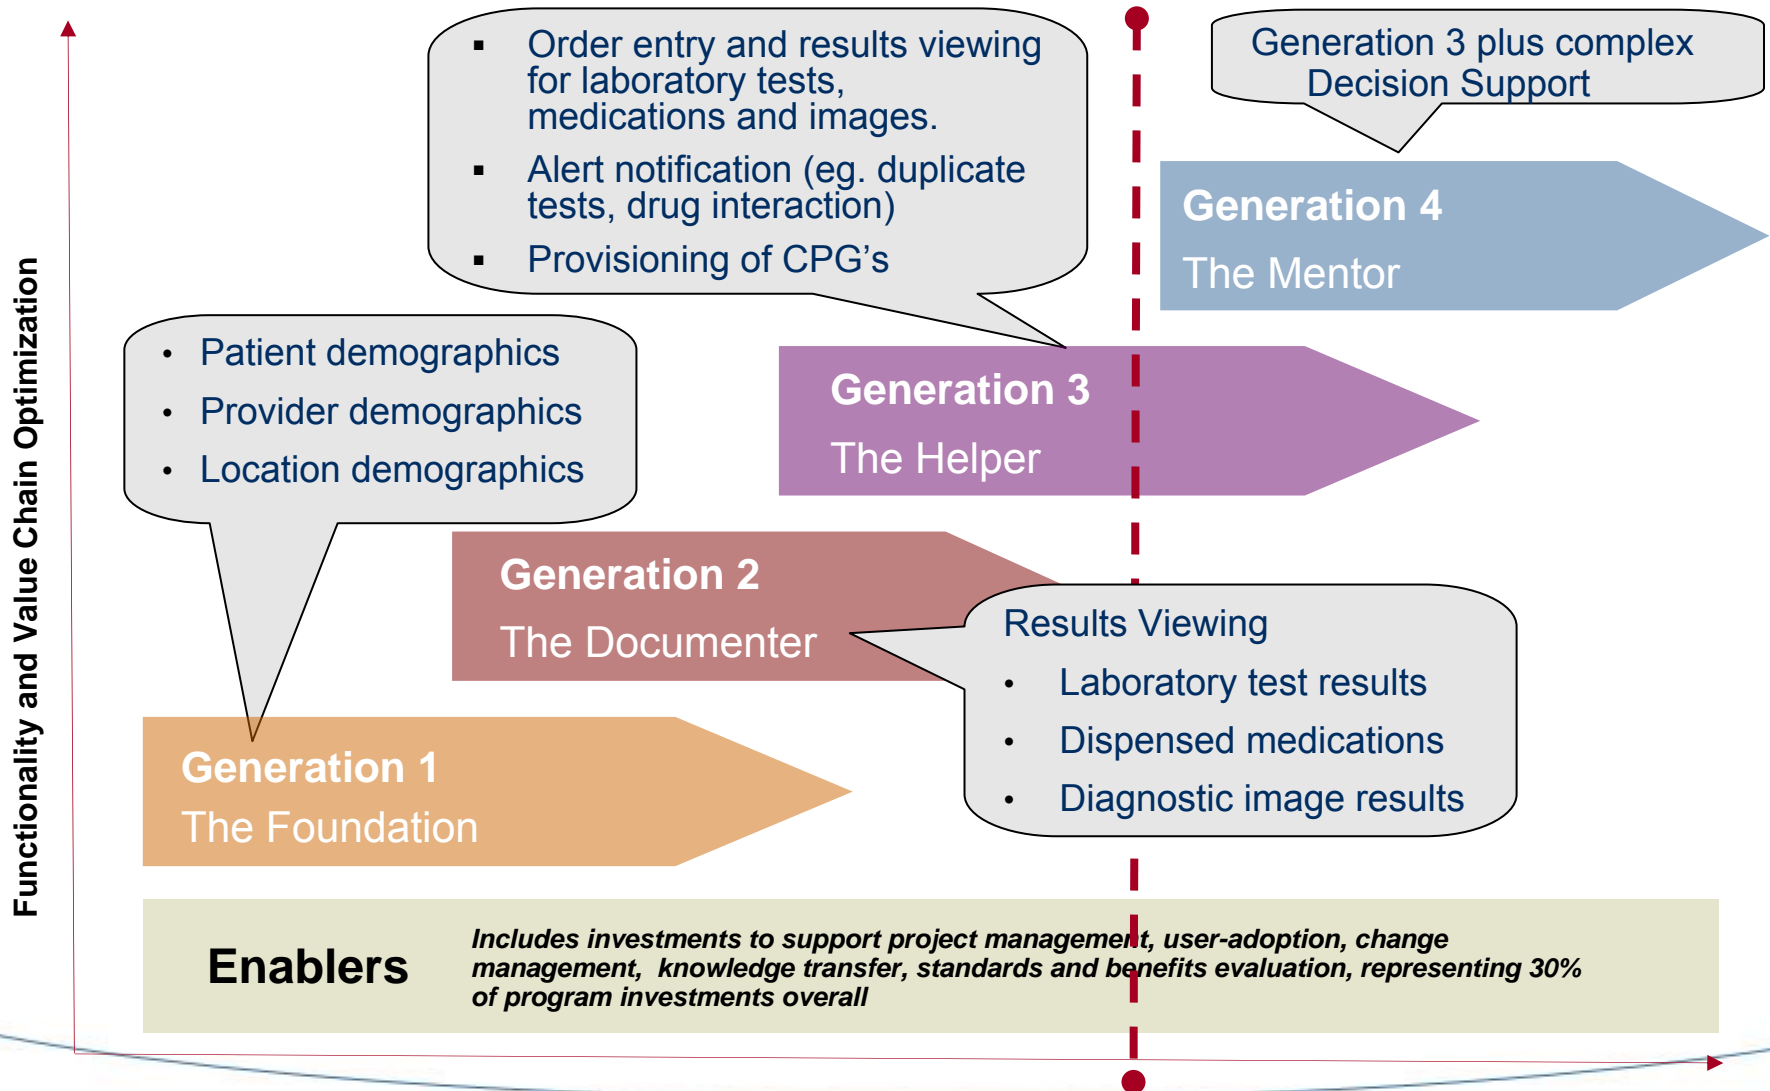 Order entry and results viewing
for laboratory tests,
medications and images.
Alert notification (eg. duplicate
tests, drug interaction)
Provisioning of CPG’s
Generation 3 plus complex
Decision Support
Generation 4
The Mentor
Functionality and Value Chain Optimization
Patient demographics
Provider demographics
Location demographics
Generation 3
The Helper
Generation 2
The Documenter
Results Viewing
Laboratory test results
Dispensed medications
Diagnostic image results
Generation 1
The Foundation
Enablers
Includes investments to support project management, user-adoption, change
management, knowledge transfer, standards and benefits evaluation, representing 30%
of program investments overall